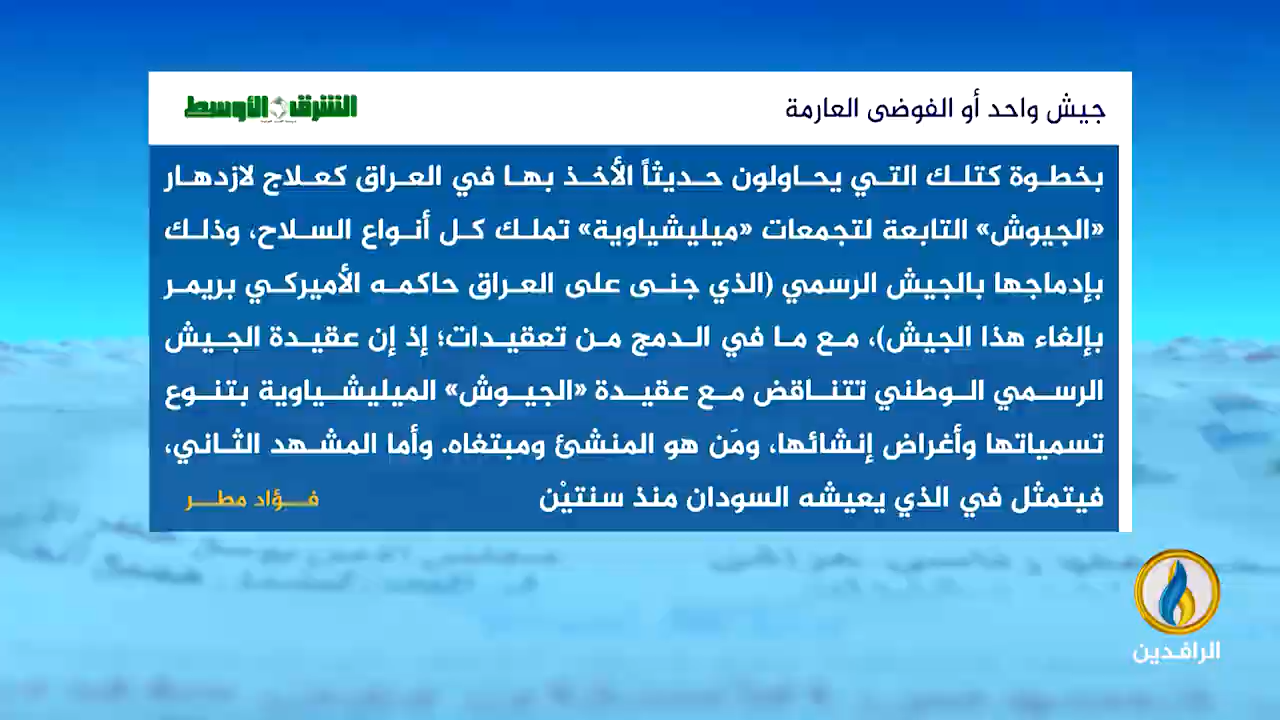 جيش واحد أو الفوضى العارمة
الشرق الأوسط
بخطوة كتلك التي يحاولون حديثاً الأخذ بها في العراق كعلاج لازدهار
«الجيوش» التابعة لتجمعات «ميليشياوية» تملك كل أنواع السلاح، وذلك
بإدماجها بالجيش الرسمي (الذي جنى على العراق حاكمه الأميركي بريمر
بإلغاء هذا الجيش)، مع ما في الدمج من تعقيدات؛ إذ إن عقيدة الجيش
الرسمي الوطني تتناقض مع عقيدة «الجيوش» الميليشياوية بتنوع
تسمياتها وأغراض إنشائها، ومَن هو المنشئ ومبتغاه. وأما المشهد الثاني،
فيتمثل في الذي يعيشه السودان منذ سنتيْن
فؤاد مطر
الرافدين